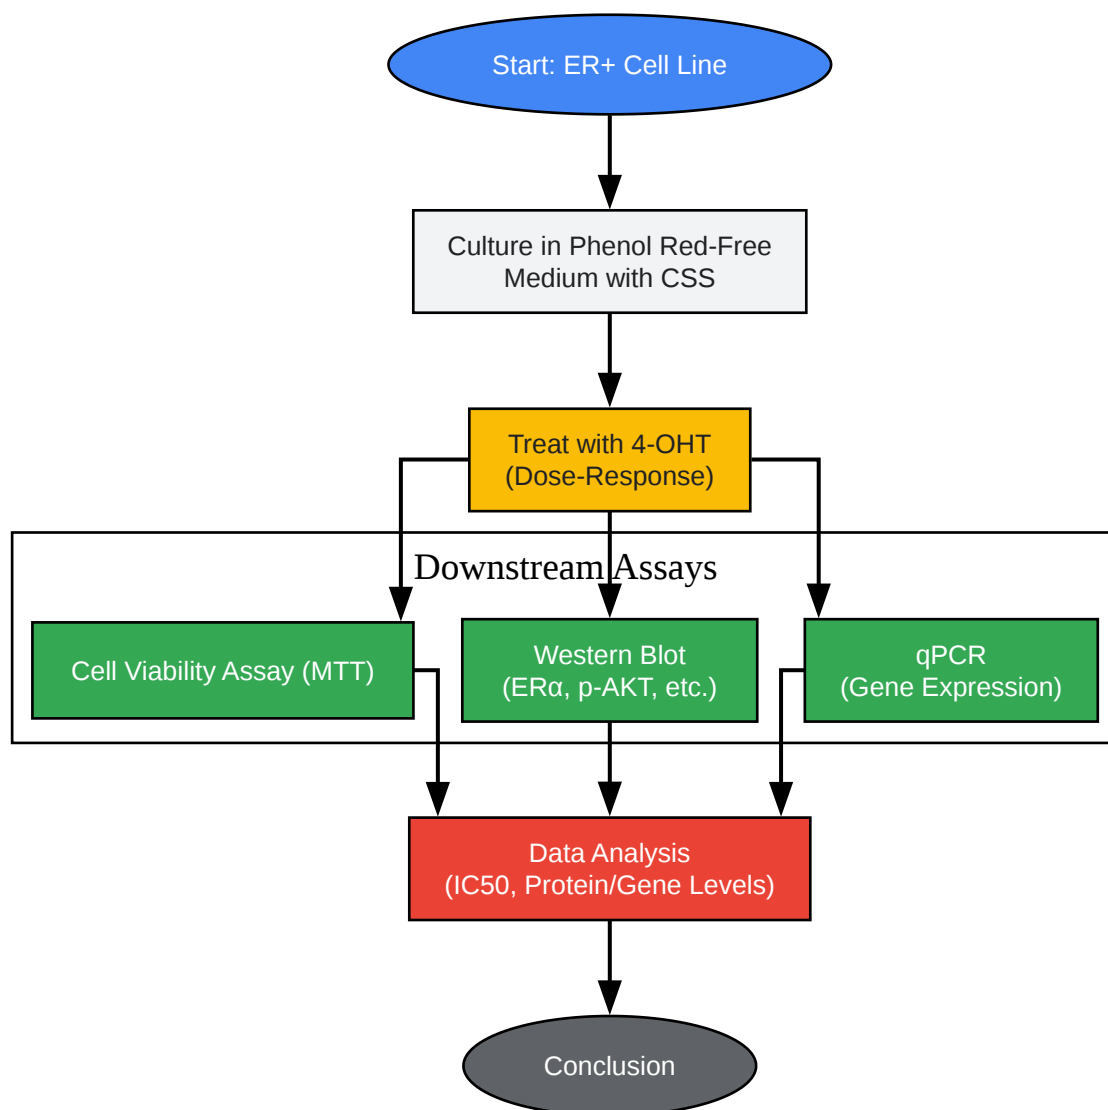 Start: ER+ Cell Line
Culture in Phenol Red-Free
Medium with CSS
Treat with 4-OHT
(Dose-Response)
Downstream Assays
Cell Viability Assay (MTT)
Western Blot
(ERα, p-AKT, etc.)
qPCR
(Gene Expression)
Data Analysis
(IC50, Protein/Gene Levels)
Conclusion